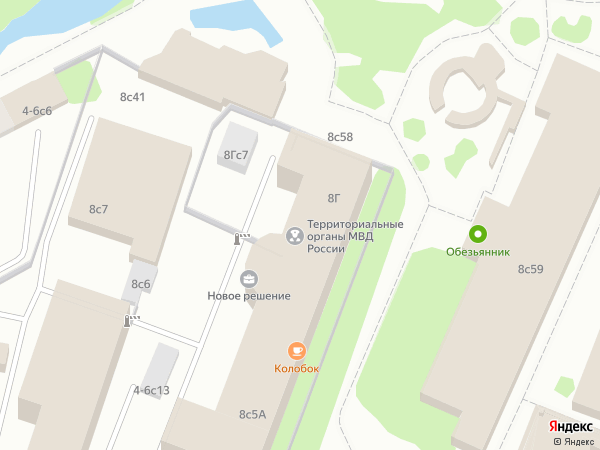 8с41
4-6с6
8с58
8Гс7
8Г
8с7
Территориальные
органы МВД
России
Обезьянник
8с59
8с6
Новое решение
Колобок
4-6с13
8с5А
Яндекс
© Яндекс